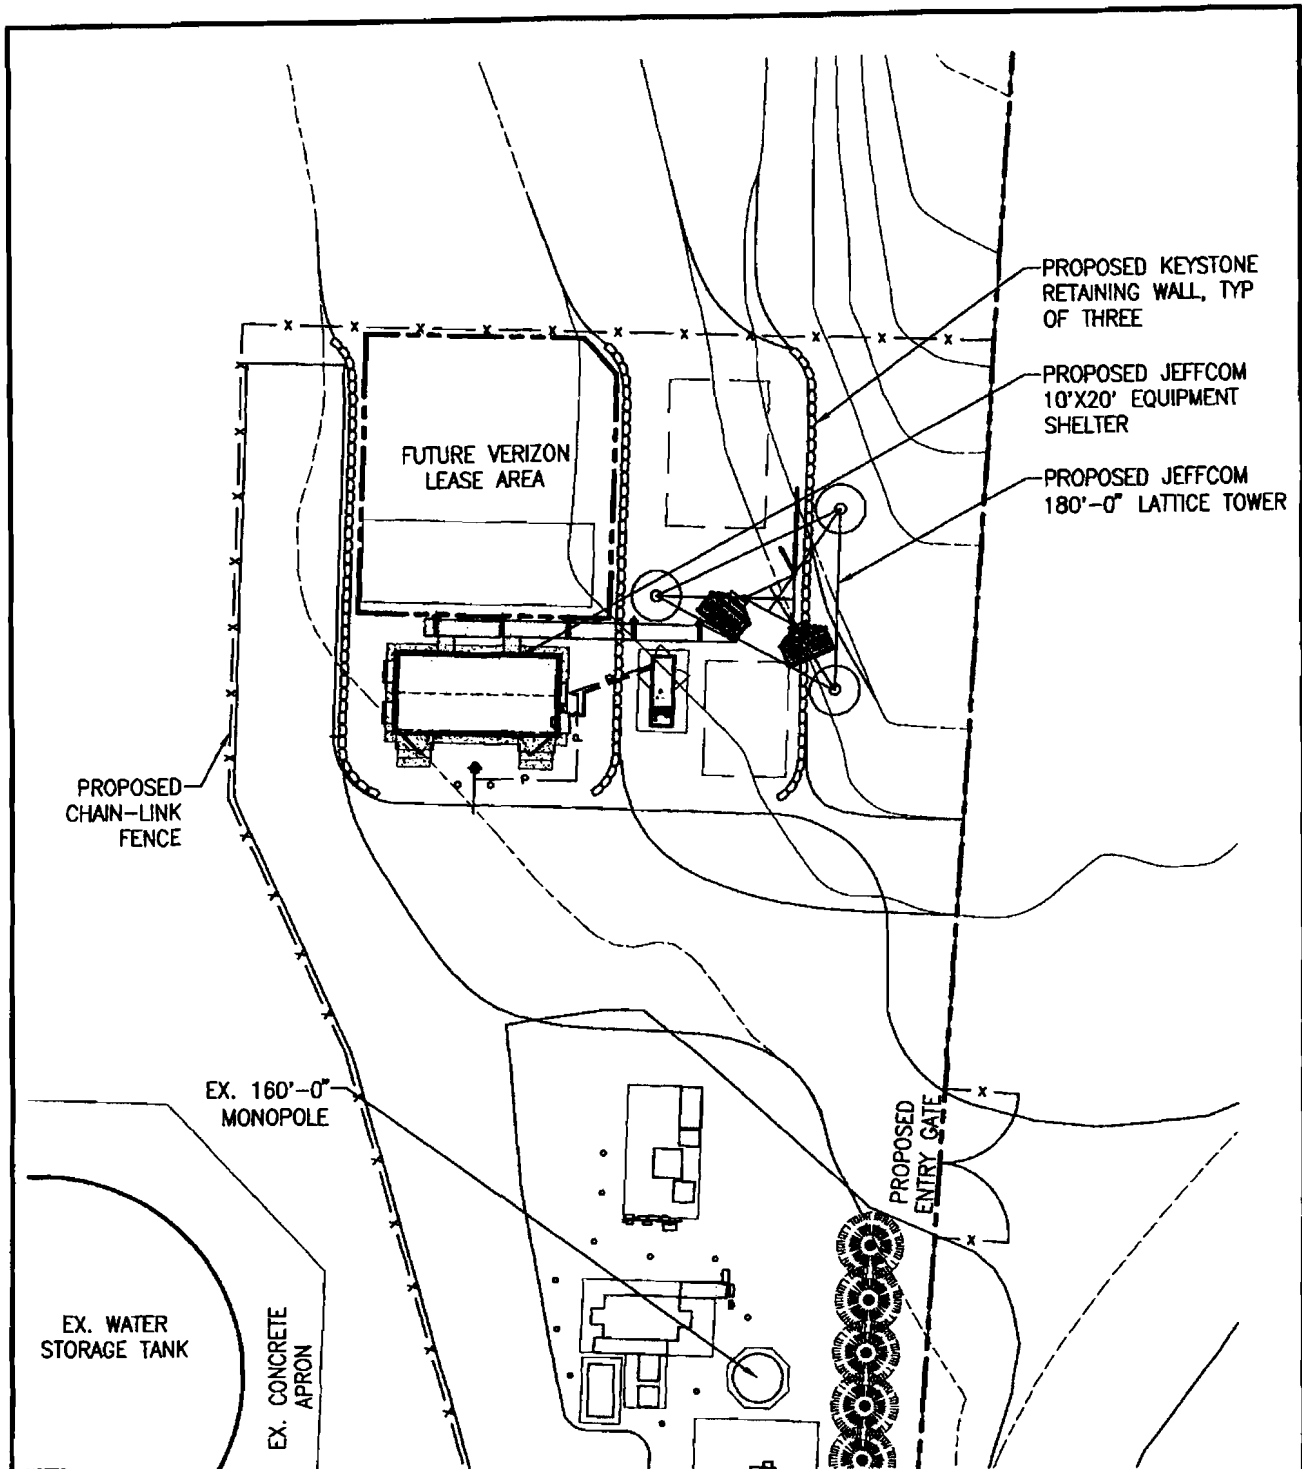 PROPOSED KEYSTONE
RETAINING WALL, TYP
OF THREE
PROPOSED JEFFCOM
10'X20' EQUIPMENT
SHELTER
FUTURE VERIZON
LEASE AREA
PROPOSED JEFFCOM
180'-0" LATTICE TOWER
PROPOSED
CHAIN-LINK
FENCE
EX. 160'-0"
MONOPOLE
PROPOSED
ENTRY GATE
EX. WATER
STORAGE TANK
EX. CONCRETE
APRON